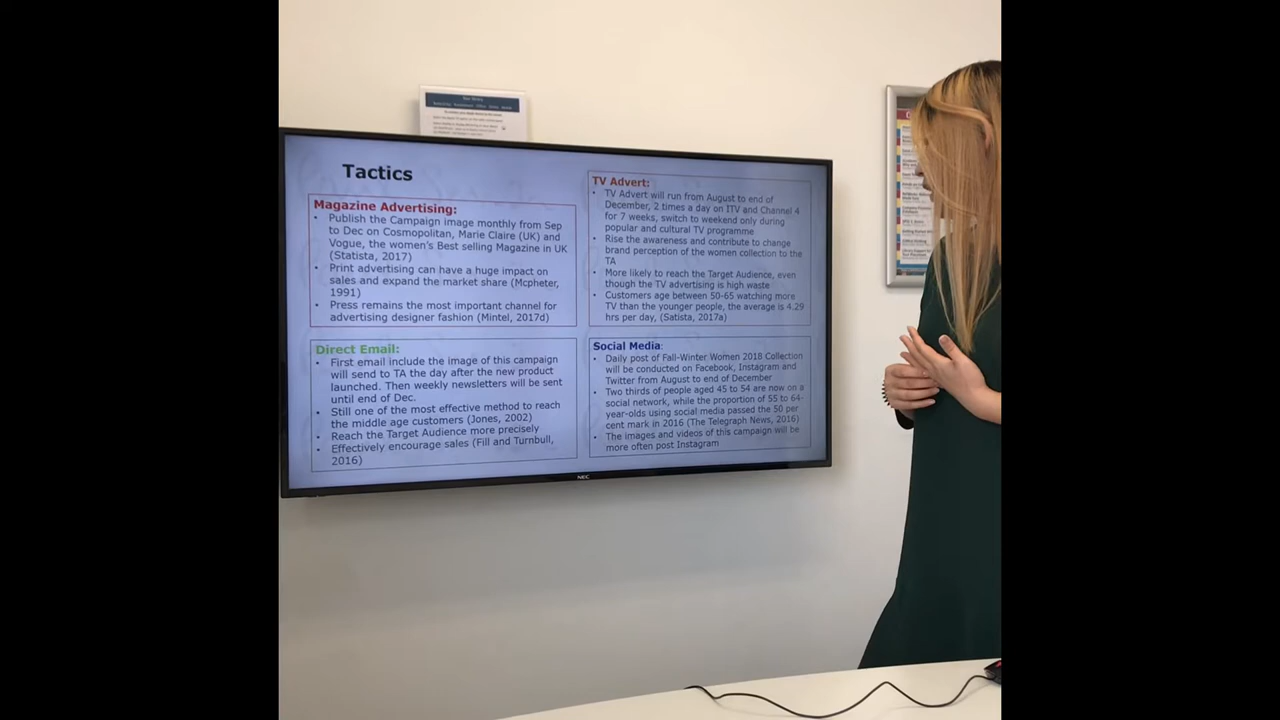 Tactics
Magazine Advertising:
• Publish the Campaign image monthly from Sep
to Dec on Cosmopolitan, Marie Claire (UK) and
Vogue, the women's Best selling Magazine in UK
(Statista, 2017)
• Print advertising can have a huge impact on
sales and expand the market share (Mcpheter,
1991)
• Press remains the most important channel for
advertising designer fashion (Mintel, 2017d)
Direct Email:
• First email include the image of this campaign
will send to TA the day after the new product
launched. Then weekly newsletters will be sent
until end of Dec.
• Still one of the most effective method to reach
the middle age customers (Jones, 2002)
• Reach the Target Audience more precisely
• Effectively encourage sales (Fill and Turnbull,
2016)
TV Advert:
• TV Advert will run from August to end of
December, 2 times a day on ITV and Channel 4
for 7 weeks, switch to weekend only during
popular and cultural TV programme
• Rise the awareness and contribute to change
brand perception of the women collection to the
TA
• More likely to reach the Target Audience, even
though the TV advertising is high waste
• Customers age between 50-65 watching more
TV than the younger people, the average is 4.29
hrs per day, (Satista, 2017a)
Social Media:
• Daily post of Fall-Winter Women 2018 Collection
will be conducted on Facebook, Instagram and
Twitter from August to end of December
• Two thirds of people aged 45 to 54 are now on a
social network, while the proportion of 55 to 64-
year-olds using social media passed the 50 per
cent mark in 2016 (The Telegraph News, 2016)
• The images and videos of this campaign will be
more often post Instagram
NEC